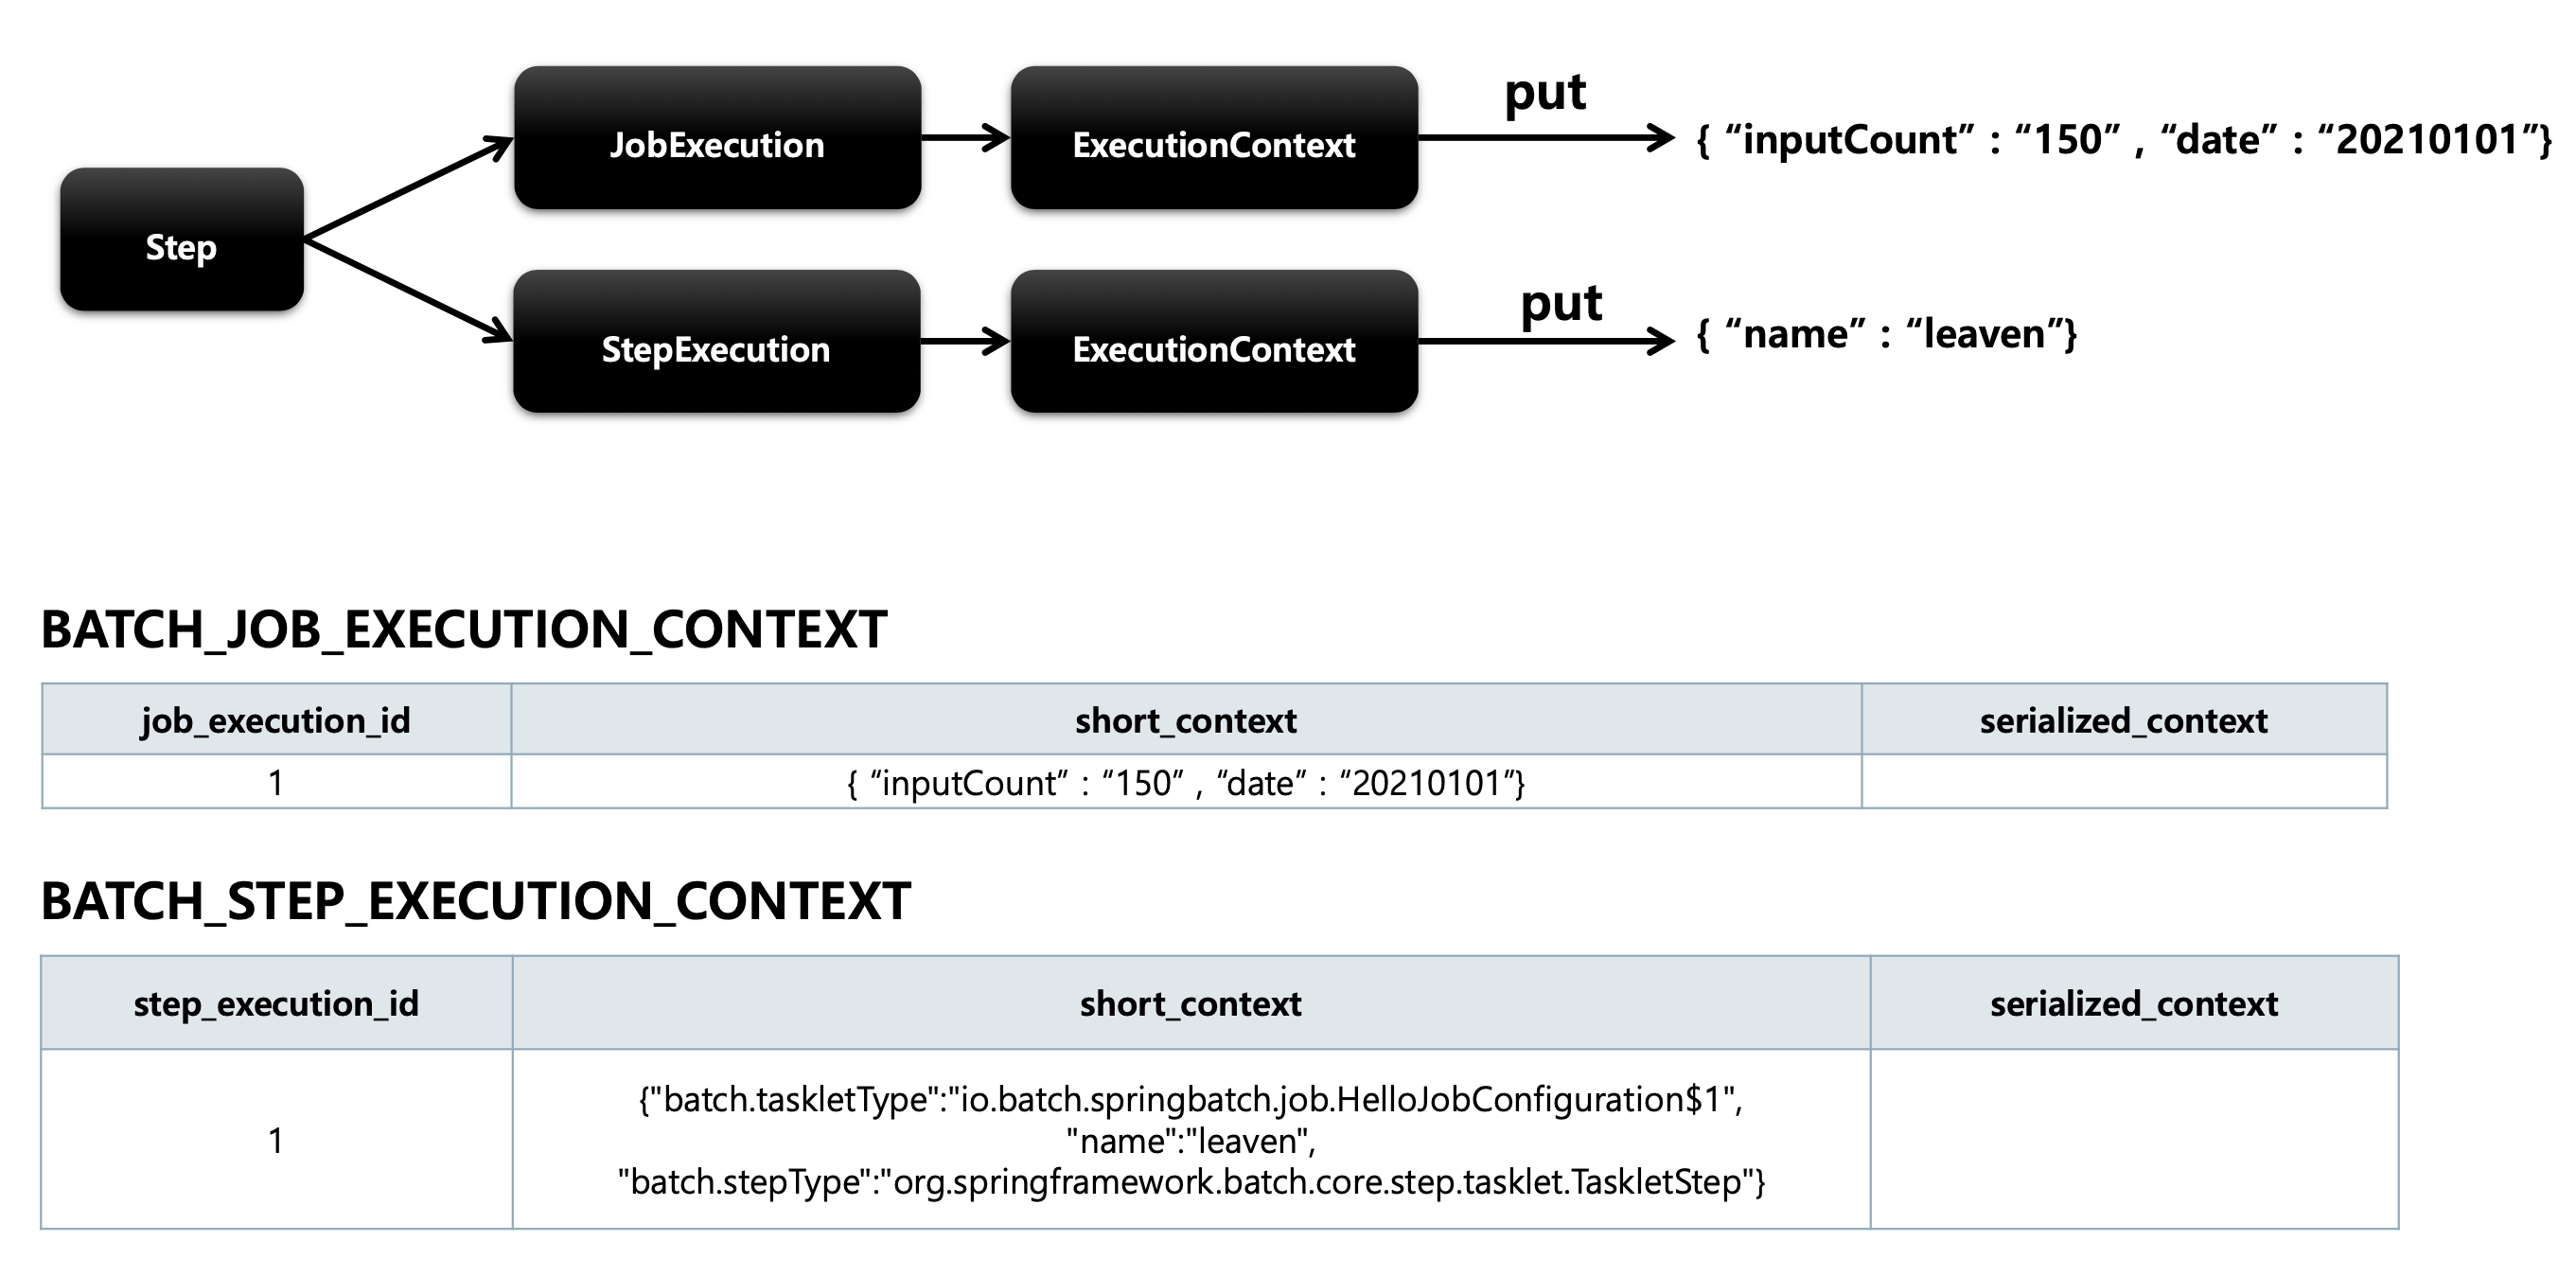 put
JobExecution
ExecutionContext
{ “inputCount” : “150” , “date” : “20210101”}
Step
put
StepExecution
ExecutionContext
{ “name” : “leaven”}
BATCH_JOB_EXECUTION_CONTEXT
job_execution_id
short_context
serialized_context
1
{ “inputCount” : “150” , “date” : “20210101”}
BATCH_STEP_EXECUTION_CONTEXT
step_execution_id
short_context
serialized_context
1
{"batch.taskletType":"io.batch.springbatch.job.HelloJobConfiguration$1",
"name":"leaven",
"batch.stepType":"org.springframework.batch.core.step.tasklet.TaskletStep"}